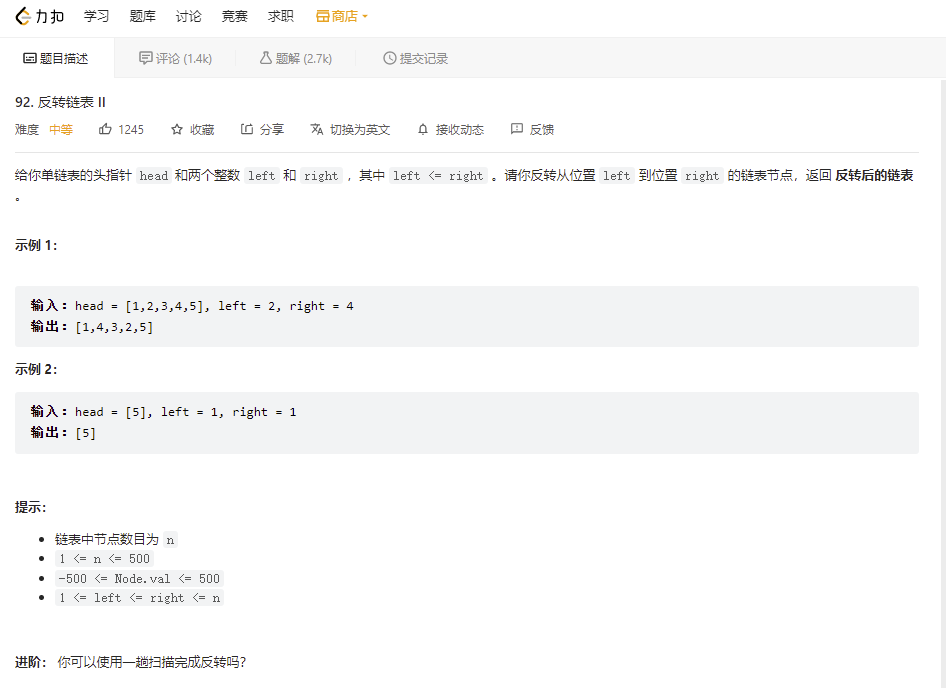 力扣 学习 题库 讨论 竞赛 求职 商店
题目描述 评论 (1.4k) 题解 (2.7k) 提交记录
92. 反转链表 II
难度 中等 1245 收藏 分享 切换为英文 接收动态 反馈
给你单链表的头指针 head 和两个整数 left 和 right ，其中 left <= right 。请你反转从位置 left 到位置 right 的链表节点，返回 反转后的链表
。
示例 1：
输入：head = [1,2,3,4,5], left = 2, right = 4
输出：[1,4,3,2,5]
示例 2：
输入：head = [5], left = 1, right = 1
输出：[5]
提示：
链表中节点数目为 n
1 <= n <= 500
-500 <= Node.val <= 500
1 <= left <= right <= n
进阶： 你可以使用一趟扫描完成反转吗？